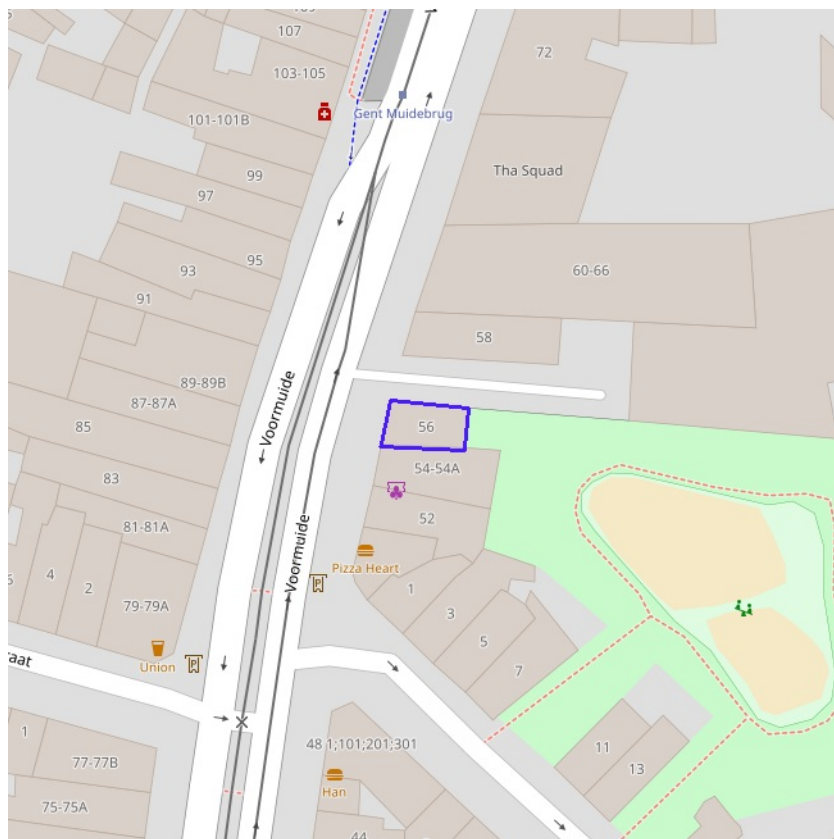 107
72
103-105
Gent Muidebrug
101-101B
Tha Squad
99
97
95
93
60-66
91
58
89-89B
87-87A
Voormuide
85
56
54-54A
83
52
81-81A
Voormuide
Pizza Heart
4
2
1
79-79A
3
5
Union
7
1
48 1;101;201;301
11
77-77B
13
Han
75-75A
44